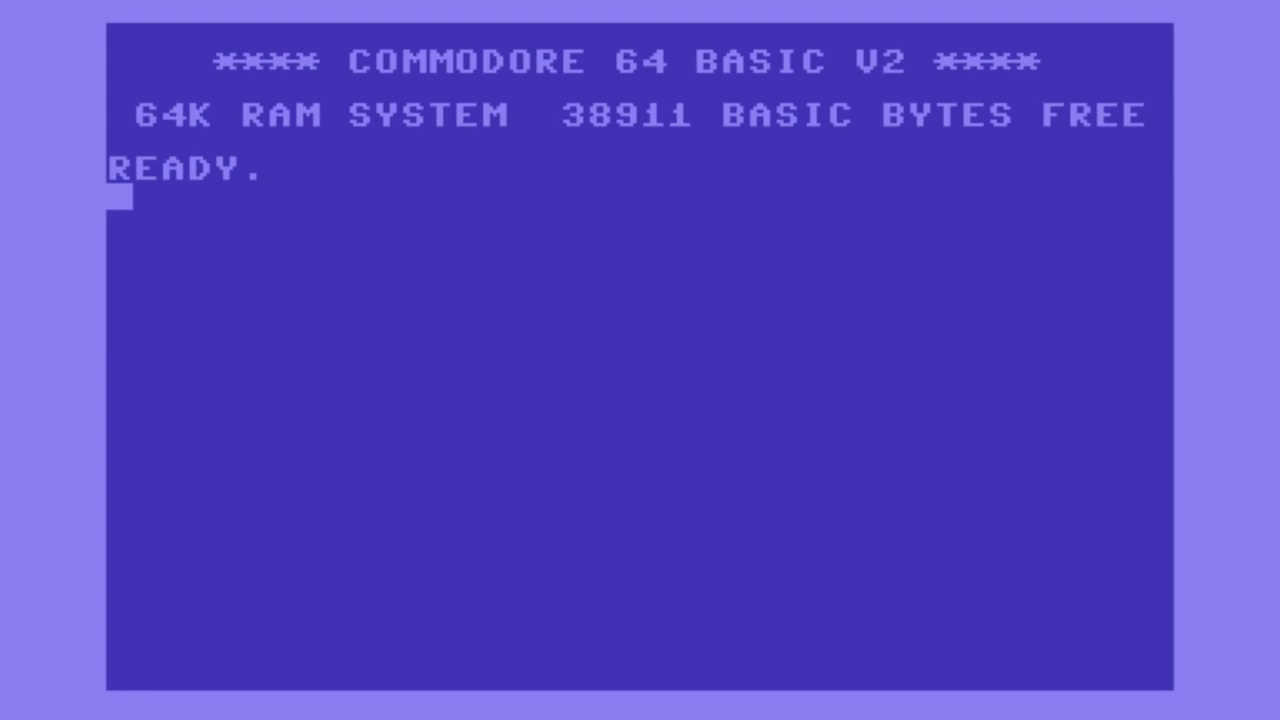 **** COMMODORE 64 BASIC V2 ****
64K RAM SYSTEM  38911 BASIC BYTES FREE
READY.